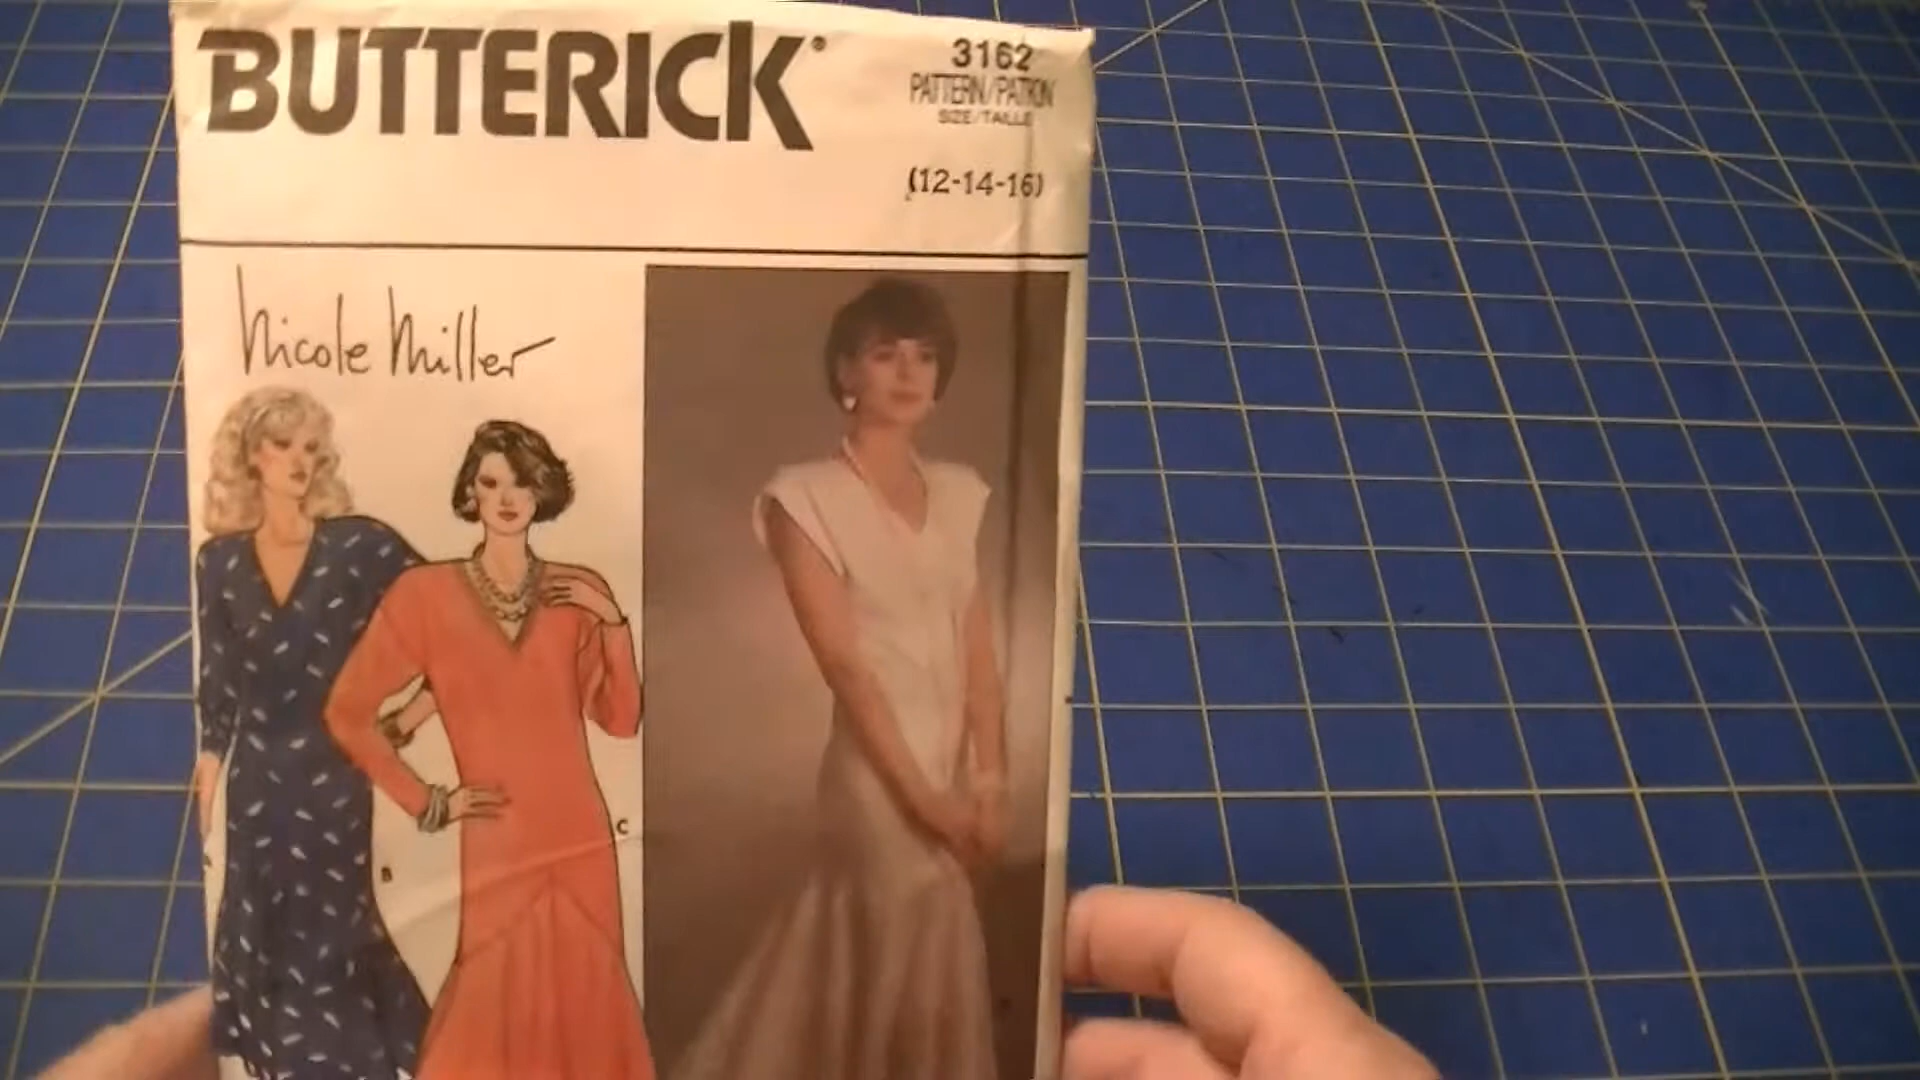 BUTTERICK®
3162
PATTERN/PATRON
SIZE/TAILLE
(12-14-16)
Nicole Miller
C
B